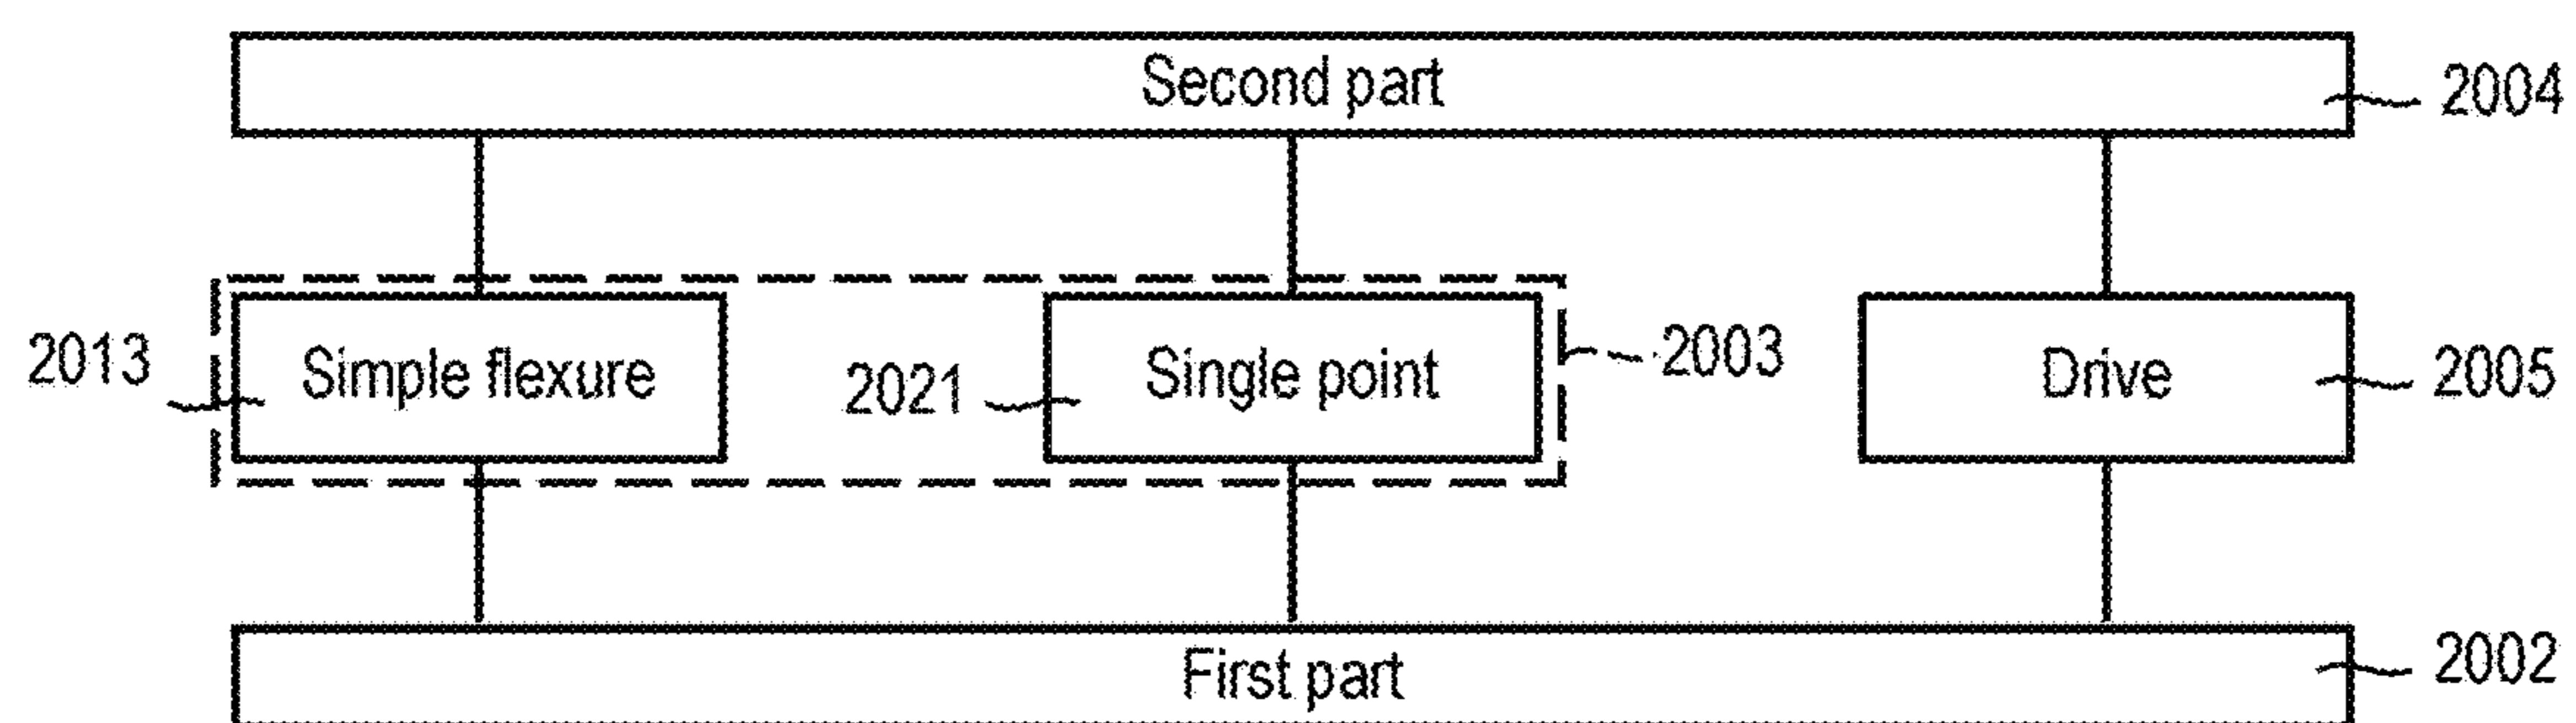 Second part
2004
2013
Simple flexure
2021
Single point
2003
Drive
2005
First part
2002